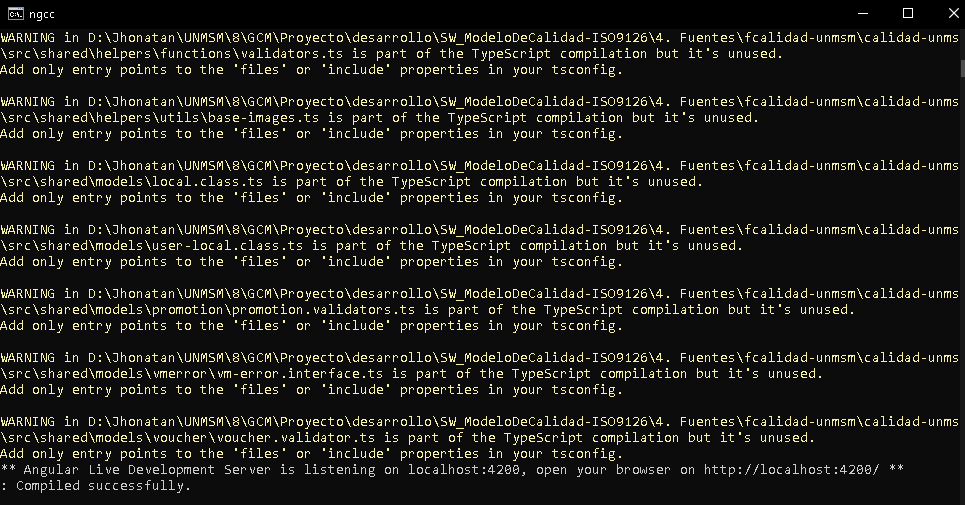 ngcc
WARNING in D:\Jhonatan\UNMSM\8\GCM\Proyecto\desarrollo\SW_ModeloDeCalidad-ISO9126\4. Fuentes\fcalidad-unmsm\calidad-unms
\src\shared\helpers\functions\validators.ts is part of the TypeScript compilation but it's unused.
Add only entry points to the 'files' or 'include' properties in your tsconfig.
WARNING in D:\Jhonatan\UNMSM\8\GCM\Proyecto\desarrollo\SW_ModeloDeCalidad-ISO9126\4. Fuentes\fcalidad-unmsm\calidad-unms
\src\shared\helpers\utils\base-images.ts is part of the TypeScript compilation but it's unused.
Add only entry points to the 'files' or 'include' properties in your tsconfig.
WARNING in D:\Jhonatan\UNMSM\8\GCM\Proyecto\desarrollo\SW_ModeloDeCalidad-ISO9126\4. Fuentes\fcalidad-unmsm\calidad-unms
\src\shared\models\local.class.ts is part of the TypeScript compilation but it's unused.
Add only entry points to the 'files' or 'include' properties in your tsconfig.
WARNING in D:\Jhonatan\UNMSM\8\GCM\Proyecto\desarrollo\SW_ModeloDeCalidad-ISO9126\4. Fuentes\fcalidad-unmsm\calidad-unms
\src\shared\models\user-local.class.ts is part of the TypeScript compilation but it's unused.
Add only entry points to the 'files' or 'include' properties in your tsconfig.
WARNING in D:\Jhonatan\UNMSM\8\GCM\Proyecto\desarrollo\SW_ModeloDeCalidad-ISO9126\4. Fuentes\fcalidad-unmsm\calidad-unms
\src\shared\models\promotion\promotion.validators.ts is part of the TypeScript compilation but it's unused.
Add only entry points to the 'files' or 'include' properties in your tsconfig.
WARNING in D:\Jhonatan\UNMSM\8\GCM\Proyecto\desarrollo\SW_ModeloDeCalidad-ISO9126\4. Fuentes\fcalidad-unmsm\calidad-unms
\src\shared\models\vmerror\vm-error.interface.ts is part of the TypeScript compilation but it's unused.
Add only entry points to the 'files' or 'include' properties in your tsconfig.
WARNING in D:\Jhonatan\UNMSM\8\GCM\Proyecto\desarrollo\SW_ModeloDeCalidad-ISO9126\4. Fuentes\fcalidad-unmsm\calidad-unms
\src\shared\models\voucher\voucher.validator.ts is part of the TypeScript compilation but it's unused.
Add only entry points to the 'files' or 'include' properties in your tsconfig.
** Angular Live Development Server is listening on localhost:4200, open your browser on http://localhost:4200/ **
: Compiled successfully.